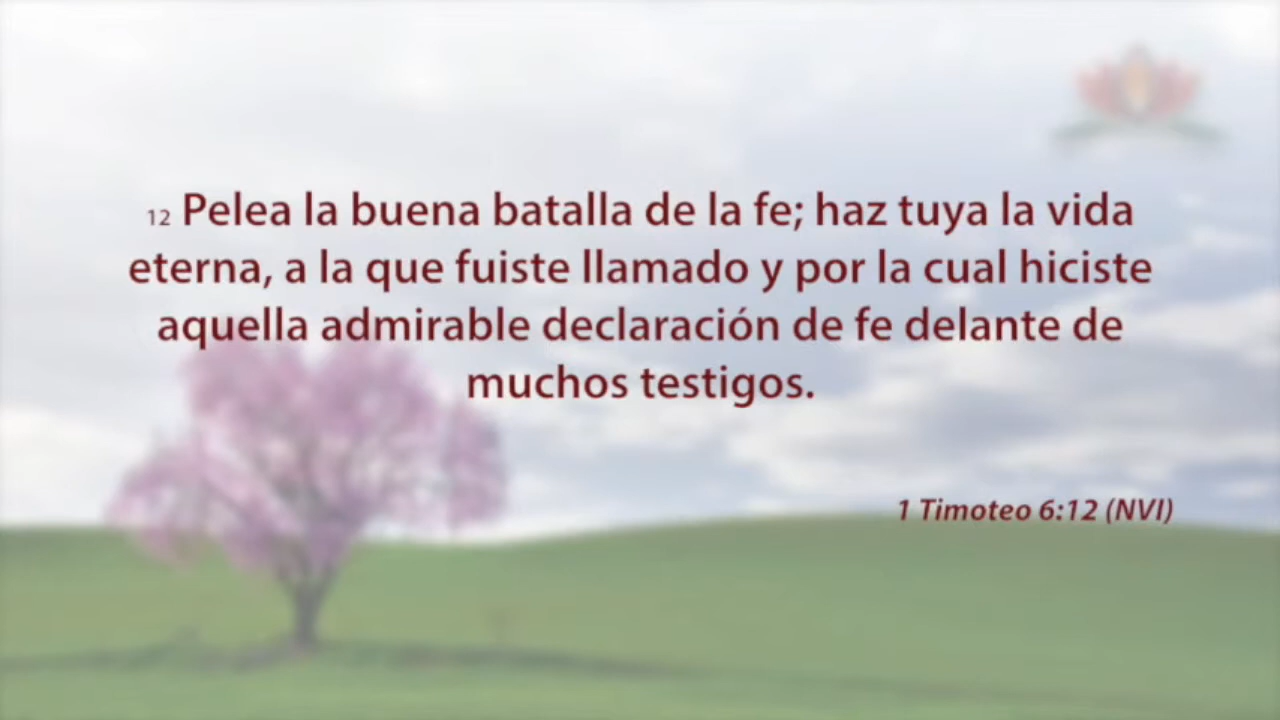 12 Pelea la buena batalla de la fe; haz tuya la vida
eterna, a la que fuiste llamado y por la cual hiciste
aquella admirable declaración de fe delante de
muchos testigos.
1 Timoteo 6:12 (NVI)